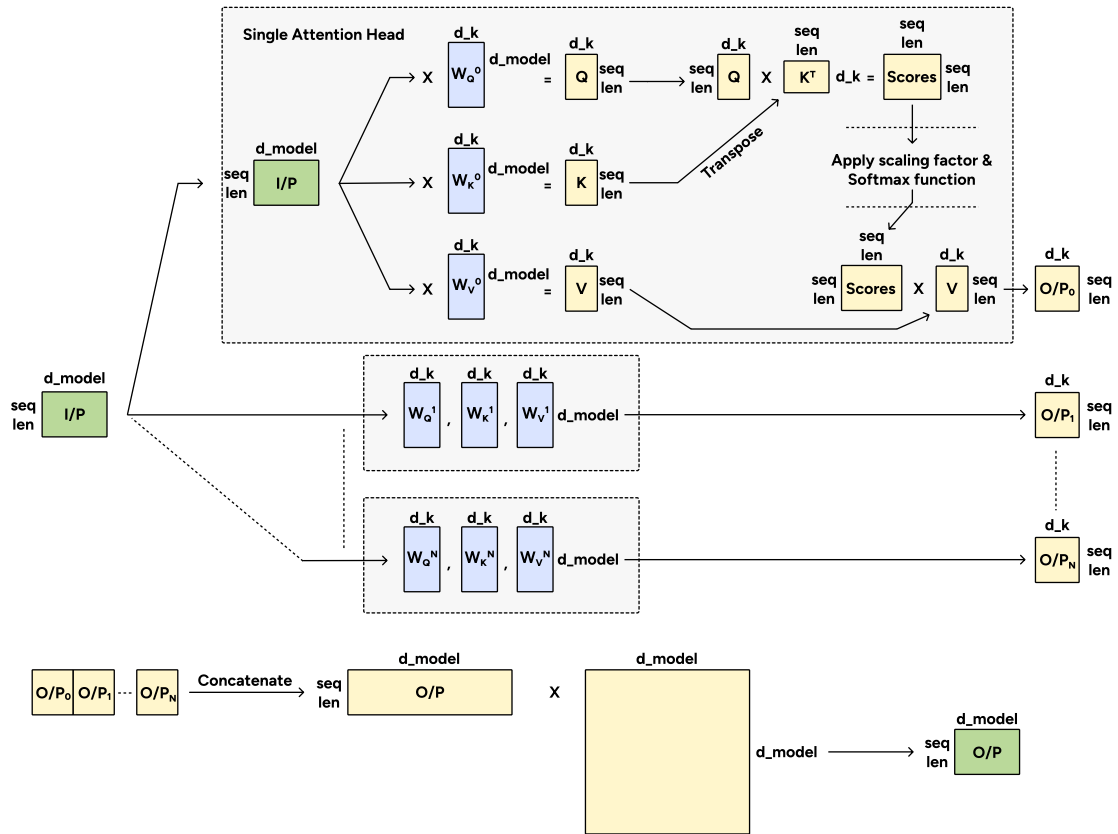 Single Attention Head
d_k
W_Q^0
d_model
X
=
d_k
Q
seq
len
seq
len
d_k
Q
X
seq
len
K^T
d_k =
seq
len
Scores
seq
len
d_model
seq
len
I/P
X
d_k
W_K^0
d_model
=
d_k
K
seq
len
Transpose
Apply scaling factor &
Softmax function
X
d_k
W_V^0
d_model
=
d_k
V
seq
len
seq
len
seq
len
Scores
X
d_k
V
seq
len
d_k
O/P_0
seq
len
d_model
seq
len
I/P
d_k
d_k
d_k
W_Q^1 , W_K^1 , W_V^1 d_model
d_k
O/P_1
seq
len
d_k
d_k
d_k
W_Q^N , W_K^N , W_V^N d_model
d_k
O/P_N
seq
len
O/P_0 O/P_1 O/P_N
Concatenate
d_model
seq
len
O/P
X
d_model
d_model
d_model
seq
len
O/P